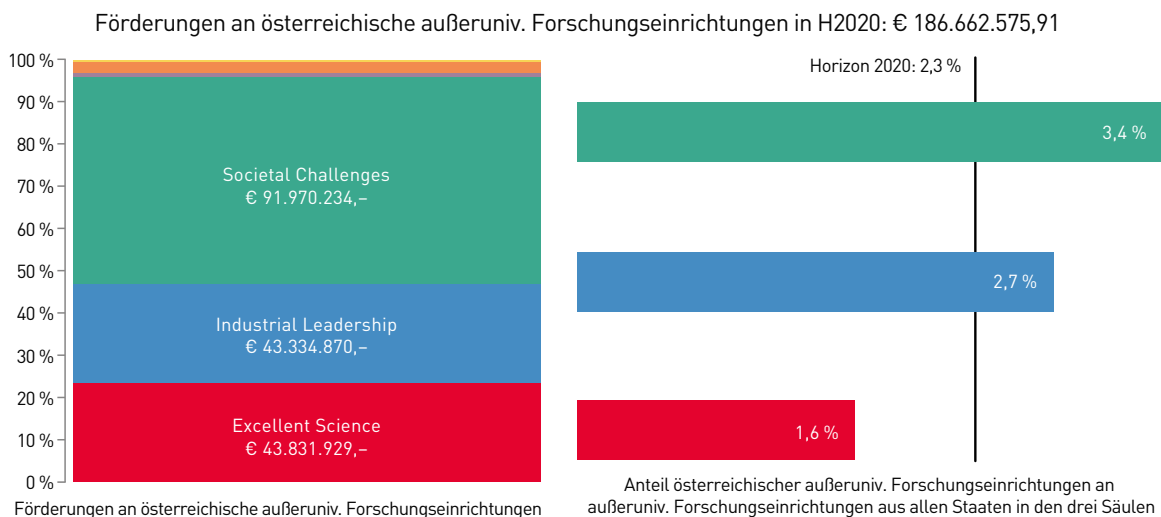 Förderungen an österreichische außeruniv. Forschungseinrichtungen in H2020: € 186.662.575,91
100 %
90 %
80 %
70 %
60 %
50 %
40 %
30 %
20 %
10 %
0 %
Societal Challenges
€ 91.970.234,–
Industrial Leadership
€ 43.334.870,–
Excellent Science
€ 43.831.929,–
Förderungen an österreichische außeruniv. Forschungseinrichtungen
Horizon 2020: 2,3 %
3,4 %
2,7 %
1,6 %
Anteil österreichischer außeruniv. Forschungseinrichtungen an
außeruniv. Forschungseinrichtungen aus allen Staaten in den drei Säulen